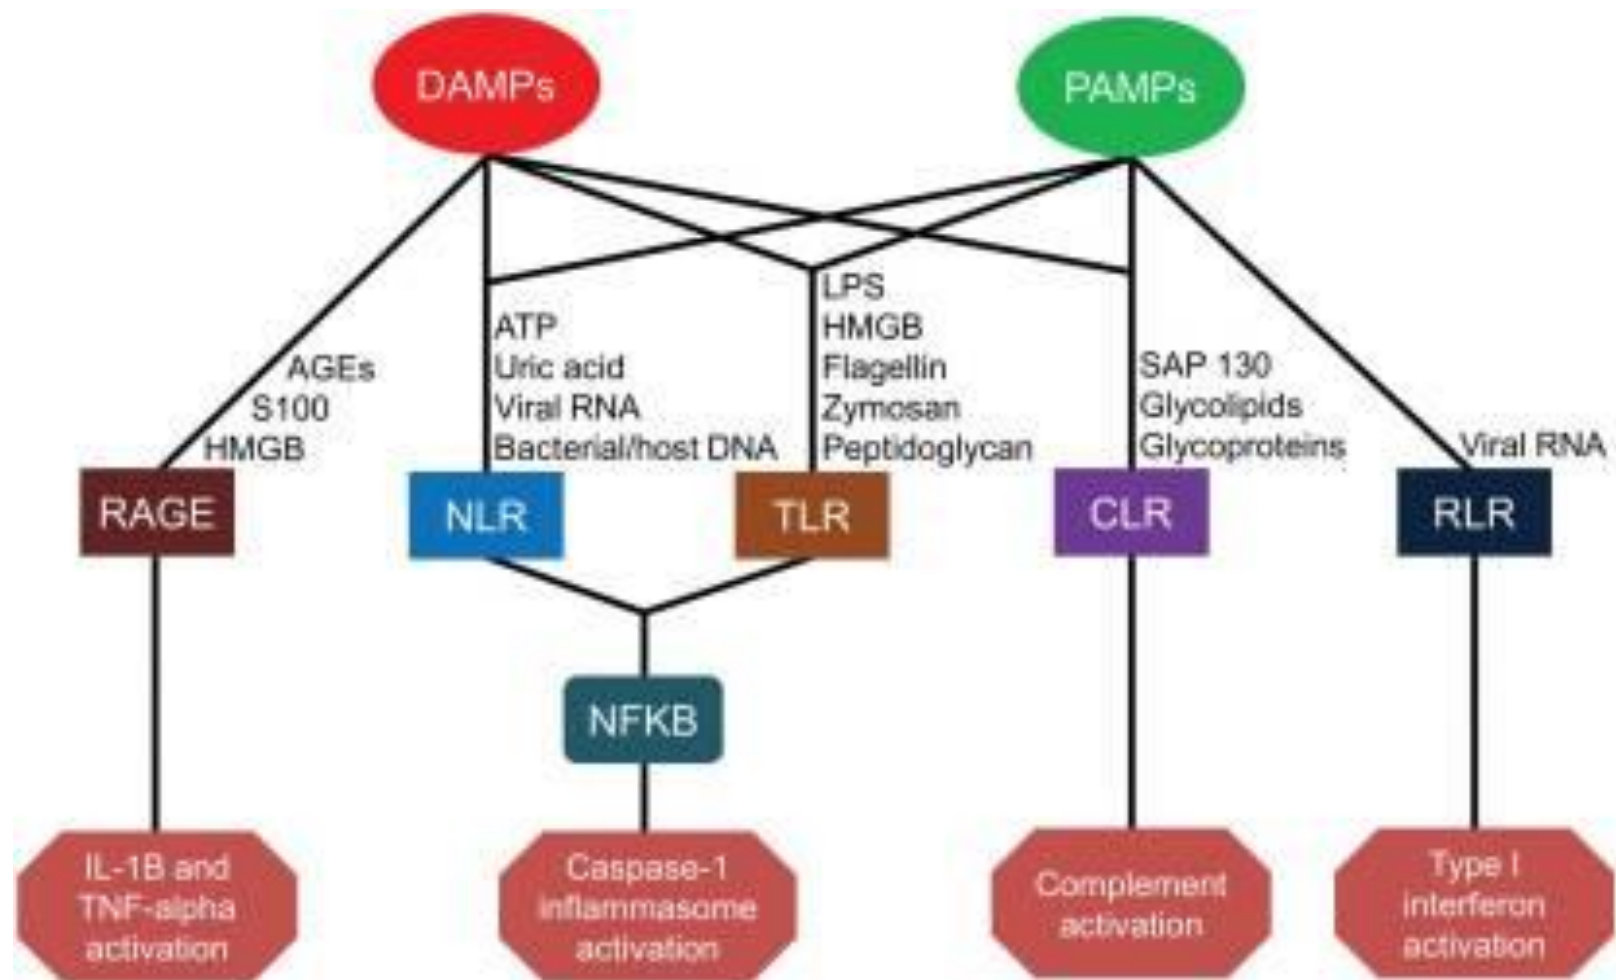 DAMPs
PAMPs
AGEs
S100
HMGB
ATP
Uric acid
Viral RNA
Bacterial/host DNA
LPS
HMGB
Flagellin
Zymosan
Peptidoglycan
SAP 130
Glycolipids
Glycoproteins
Viral RNA
RAGE
NLR
TLR
CLR
RLR
NFKB
IL-1B and
TNF-alpha
activation
Caspase-1
inflammasome
activation
Complement
activation
Type I
interferon
activation